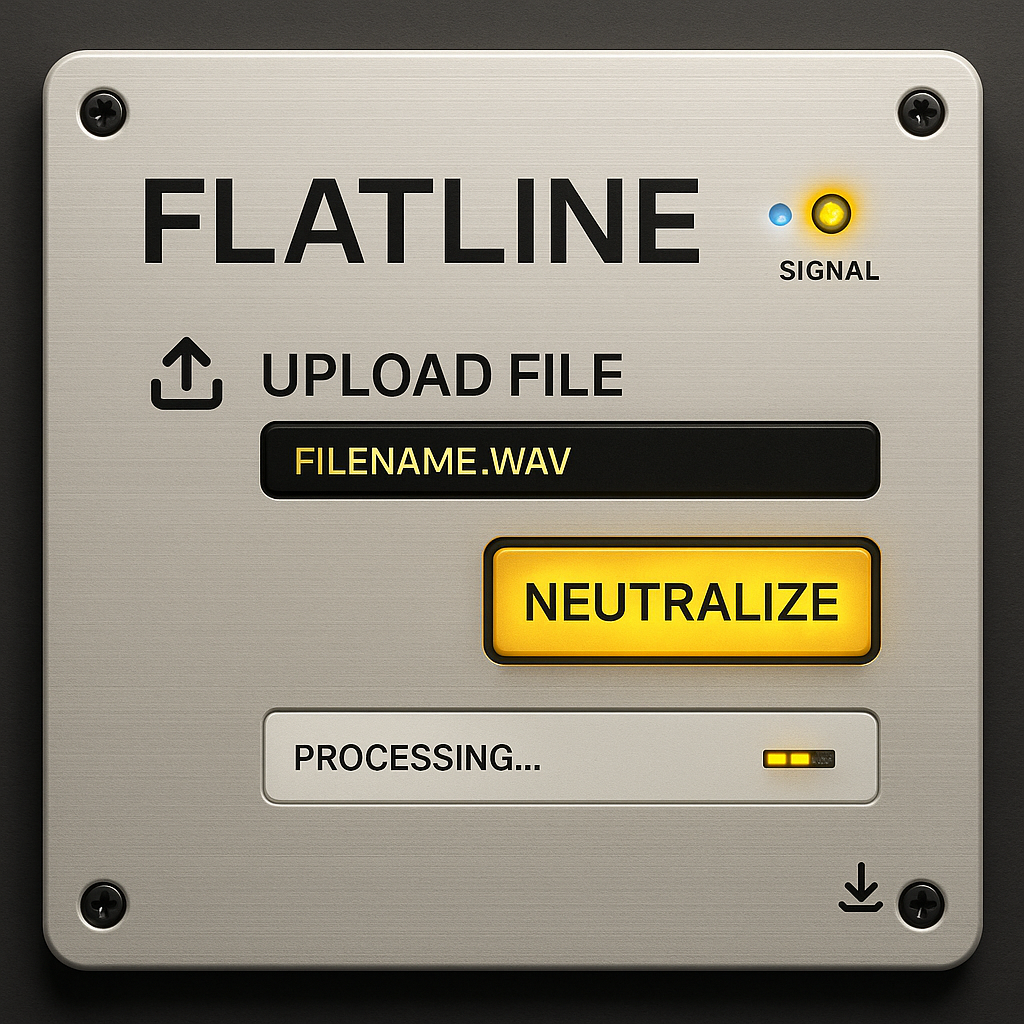 FLATLINE
SIGNAL
UPLOAD FILE
FILENAME.WAV
NEUTRALIZE
PROCESSING...